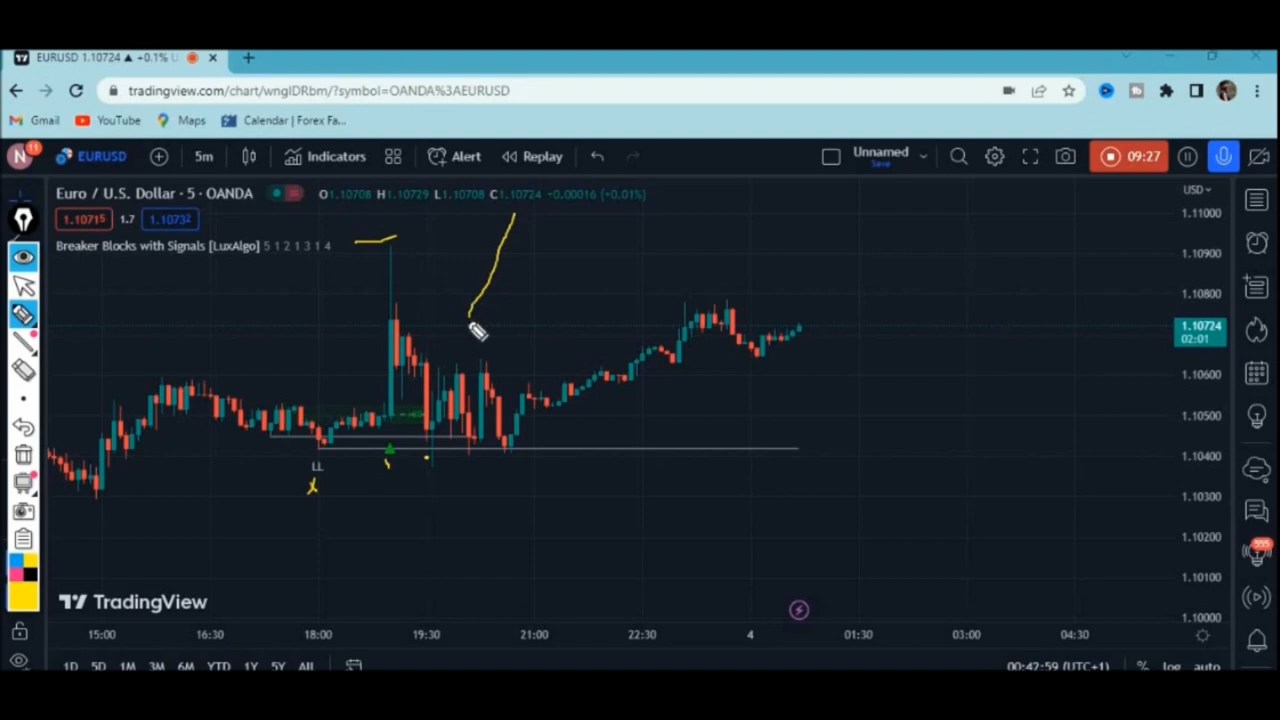 EURUSD 1.10724 ▲ +0.1% U
tradingview.com/chart/wngIDRbm/?symbol=OANDA%3AEURUSD
Gmail YouTube Maps Calendar | Forex Fa...
N 11 EURUSD 5m Indicators Alert Replay Unnamed Save 09:27
Euro / U.S. Dollar · 5 · OANDA O1.10708 H1.10729 L1.10708 C1.10724 +0.00016 (+0.01%)
USD
1.10715 1.7 1.10732
Breaker Blocks with Signals [LuxAlgo] 5 1 2 1 3 1 4
1.11000
1.10900
1.10800
1.10724
02:01
1.10600
1.10500
1.10400
LL
1.10300
1.10200
555
1.10100
TradingView
1.10000
15:00 16:30 18:00 19:30 21:00 22:30 4 01:30 03:00 04:30
1D 5D 1M 3M 6M YTD 1Y 5Y All 00:42:59 (UTC+1) % log auto